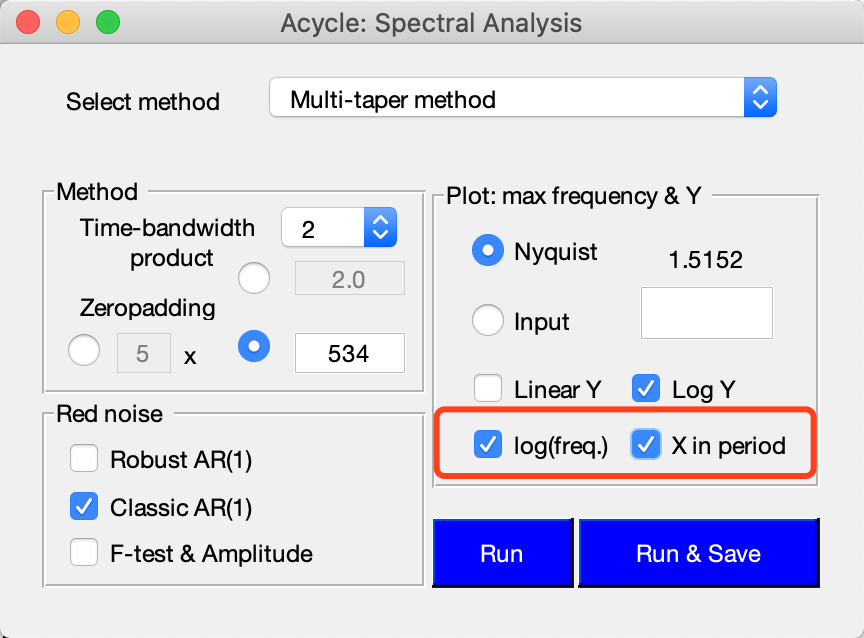 Acycle: Spectral Analysis
Select method
Multi-taper method
Method
Time-bandwidth
product
2
2.0
Zeropadding
5
x
534
Red noise
Robust AR(1)
Classic AR(1)
F-test & Amplitude
Plot: max frequency & Y
Nyquist
1.5152
Input
Linear Y
Log Y
log(freq.)
X in period
Run
Run & Save